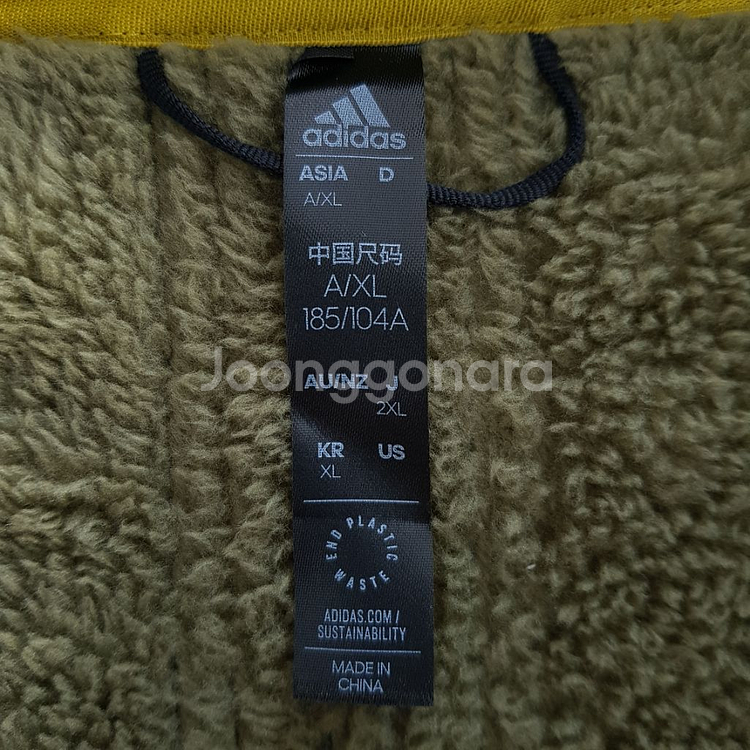 adidas
ASIA D
A/XL
中国尺码
A/XL
185/104A
Joonggonara
AU/NZ J
2XL
KR US
XL
END PLASTIC WASTE
ADIDAS.COM/
SUSTAINABILITY
MADE IN
CHINA